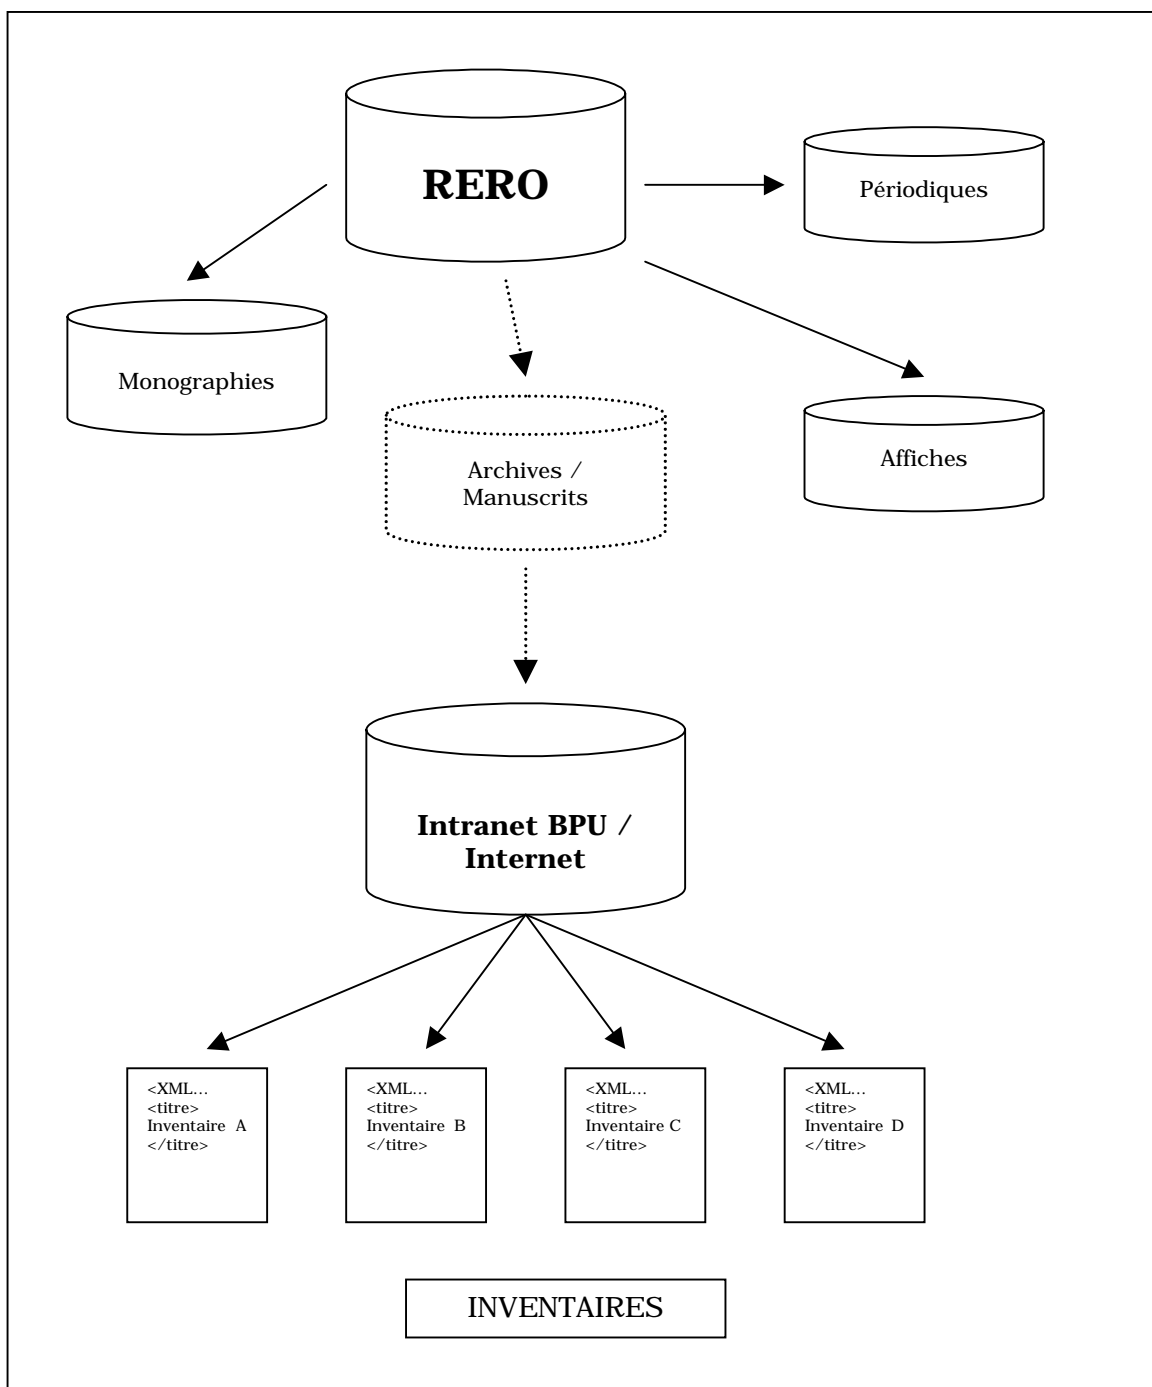 RERO
Périodiques
Monographies
Affiches
Archives /
Manuscrits
Intranet BPU /
Internet
<XML…
<titre>
Inventaire A
</titre>
<XML…
<titre>
Inventaire B
</titre>
<XML…
<titre>
Inventaire C
</titre>
<XML…
<titre>
Inventaire D
</titre>
INVENTAIRES